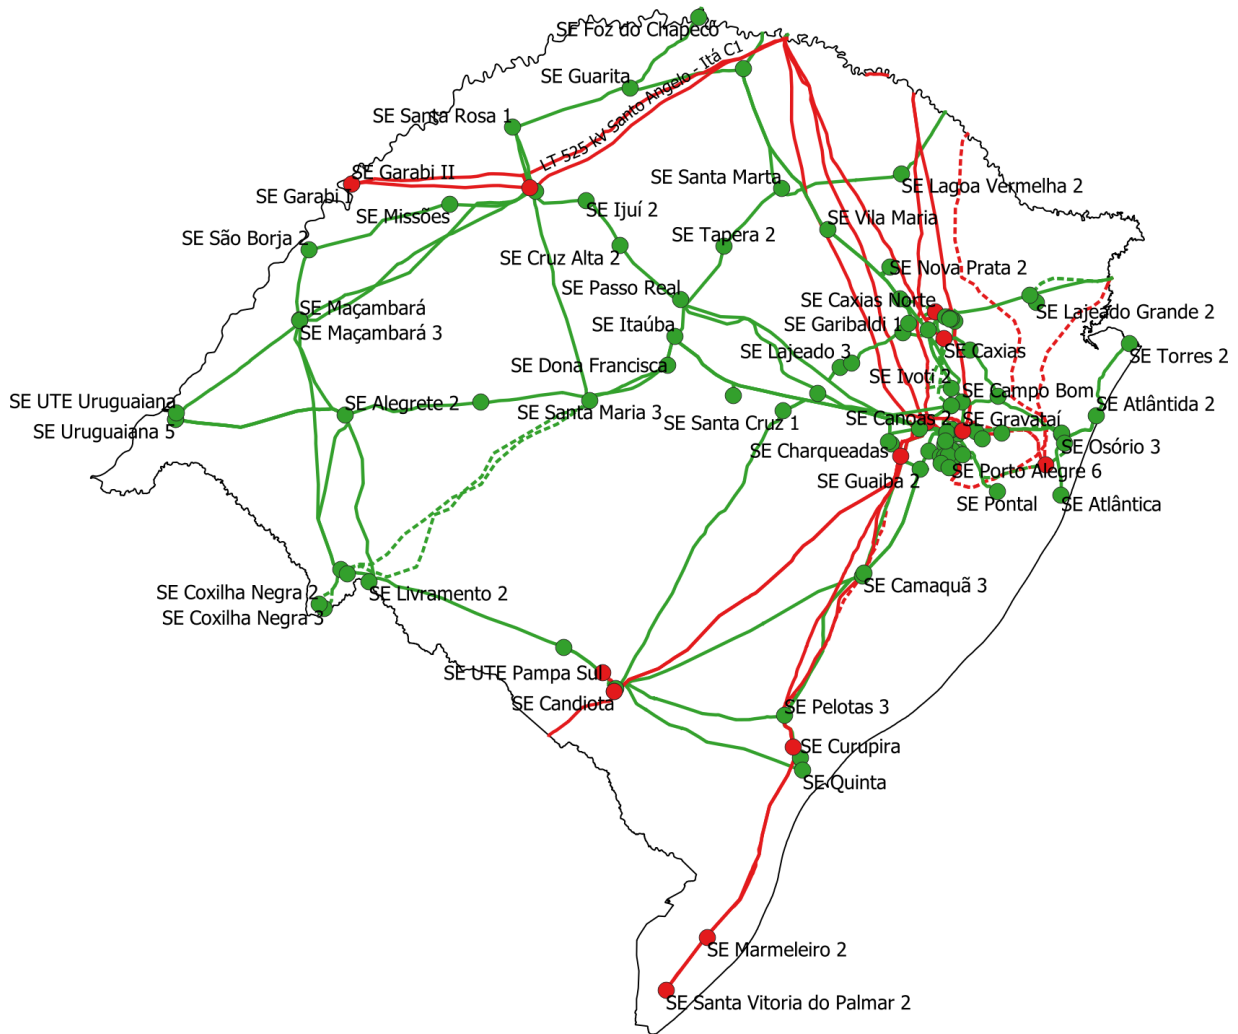 SE Foz do Chapecó
SE Guarita
LT 525 kV Santo Angelo - Itá C1
SE Santa Rosa 1
SE Garabi II
SE Garabi I
SE Santa Marta
SE Lagoa Vermelha 2
SE Missões
SE Ijuí 2
SE Vila Maria
SE São Borja 2
SE Tapera 2
SE Cruz Alta 2
SE Nova Prata 2
SE Passo Real
SE Caxias Norte
SE Maçambará
SE Lajeado Grande 2
SE Itaúba
SE Garibaldi 1
SE Maçambará 3
SE Lajeado 3
SE Caxias
SE Torres 2
SE Dona Francisca
SE Ivoti 2
SE Campo Bom
SE UTE Uruguaiana
SE Alegrete 2
SE Santa Maria 3
SE Atlântida 2
SE Santa Cruz 1
SE Canoas 2
SE Gravataí
SE Uruguaiana 5
SE Charqueadas
SE Osório 3
SE Porto Alegre 6
SE Guaíba 2
SE Pontal
SE Atlântica
SE Camaquã 3
SE Coxilha Negra 2
SE Livramento 2
SE Coxilha Negra 3
SE UTE Pampa Sul
SE Candiota
SE Pelotas 3
SE Curupira
SE Quinta
SE Marmeleiro 2
SE Santa Vitoria do Palmar 2